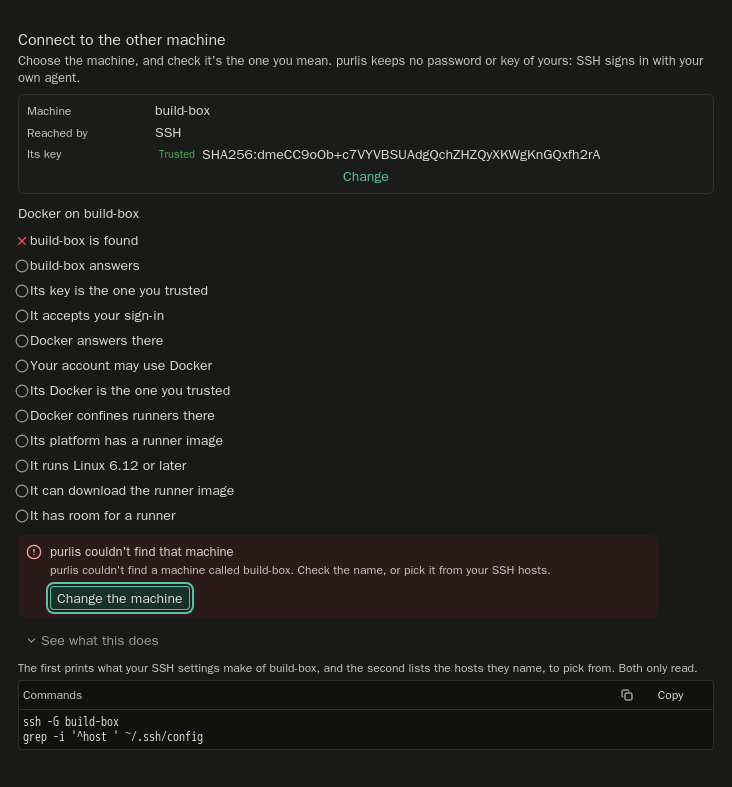 Connect to the other machine
Choose the machine, and check it's the one you mean. purlis keeps no password or key of yours: SSH signs in with your
own agent.
Machine build-box
Reached by SSH
Its key Trusted SHA256:dmeCC9oOb+c7VYVBSUAdgQchZHZQyXKWgKnGQxfh2rA
Change
Docker on build-box
build-box is found
build-box answers
Its key is the one you trusted
It accepts your sign-in
Docker answers there
Your account may use Docker
Its Docker is the one you trusted
Docker confines runners there
Its platform has a runner image
It runs Linux 6.12 or later
It can download the runner image
It has room for a runner
purlis couldn't find that machine
purlis couldn't find a machine called build-box. Check the name, or pick it from your SSH hosts.
Change the machine
See what this does
The first prints what your SSH settings make of build-box, and the second lists the hosts they name, to pick from. Both only read.
Commands Copy
ssh -G build-box
grep -i '^host ' ~/.ssh/config